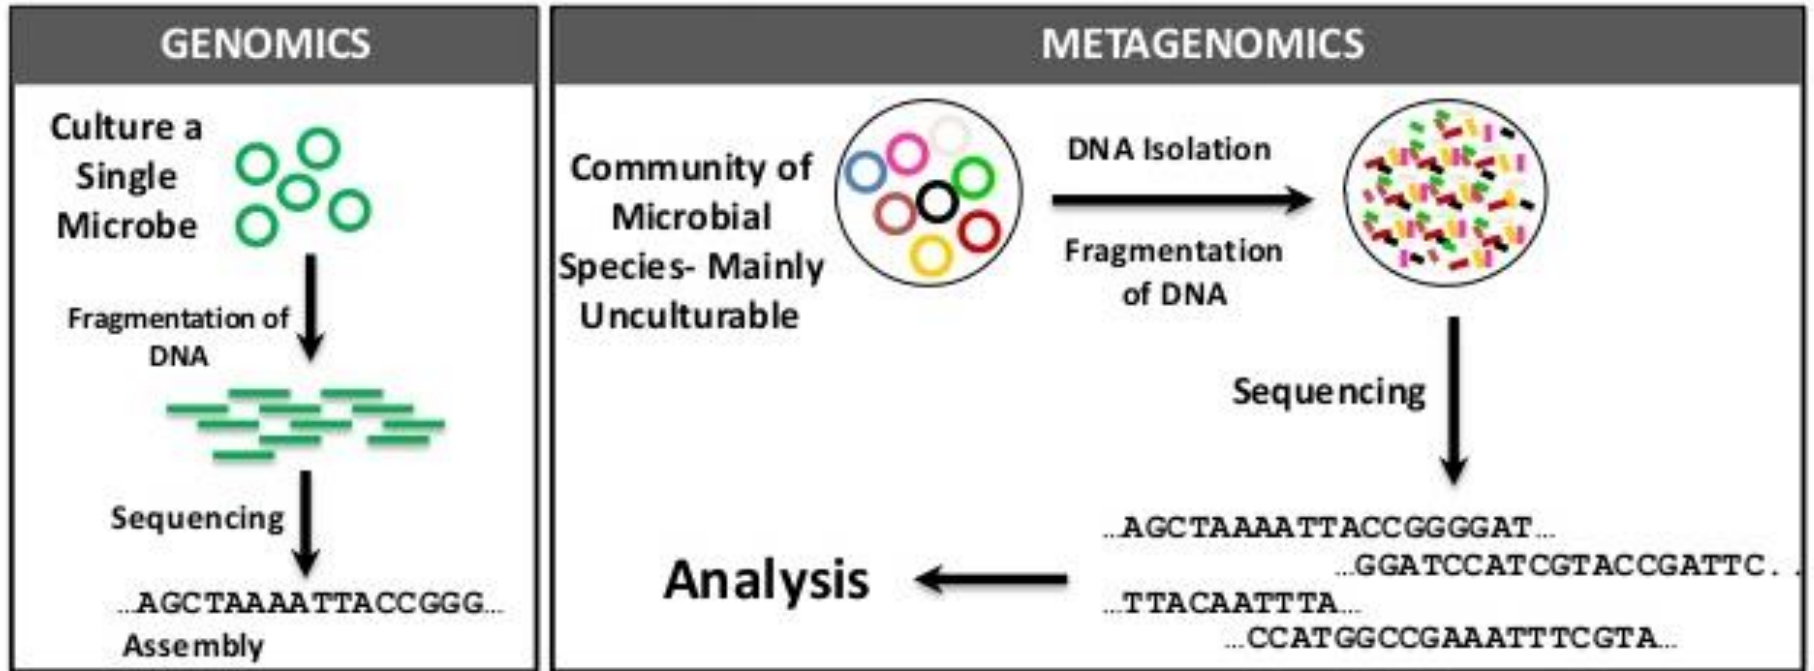 GENOMICS
Culture a
Single
Microbe
Fragmentation of
DNA
Sequencing
...AGCTAAAATTACCGGG...
Assembly
METAGENOMICS
Community of
Microbial
Species- Mainly
Unculturable
DNA Isolation
Fragmentation
of DNA
Sequencing
...AGCTAAAATTACCGGGGAT...
...GGATCCATCGTACCGATTC. .
...TTACAATTTA...
...CCATGGCCGAAATTTCGTA...
Analysis